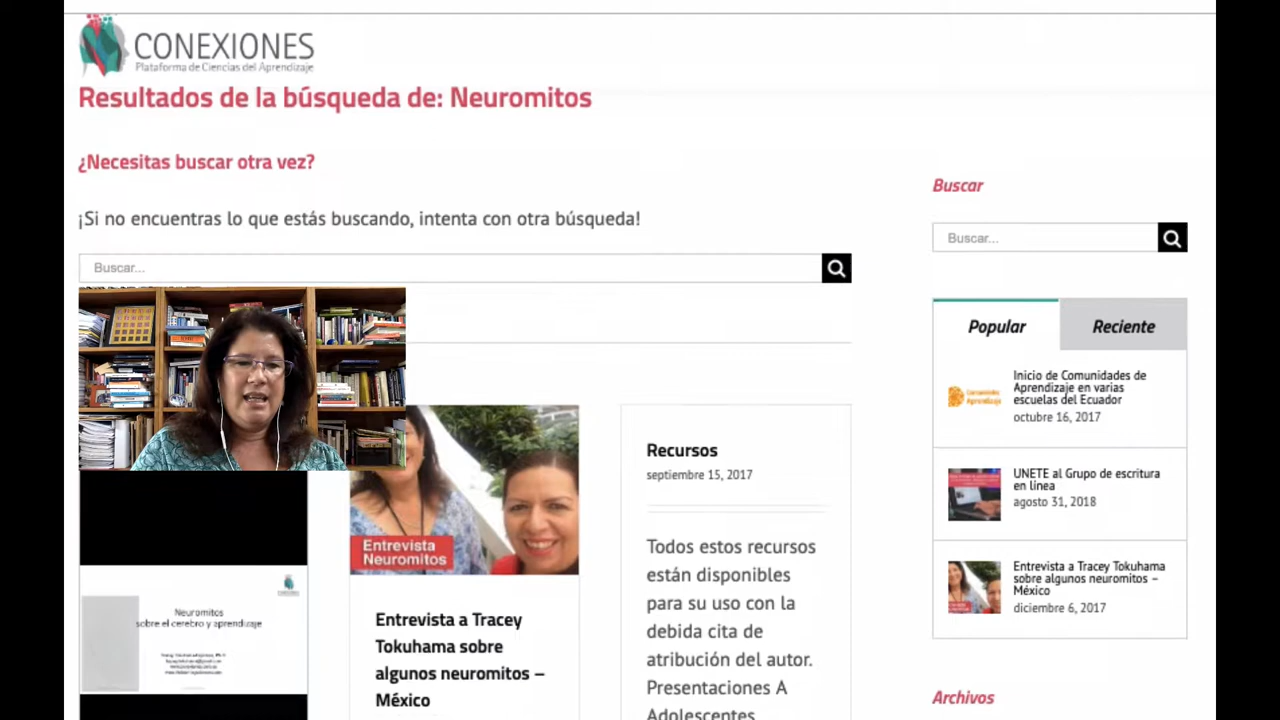 CONEXIONES
Plataforma de Ciencias del Aprendizaje
Resultados de la búsqueda de: Neuromitos
¿Necesitas buscar otra vez?
¡Si no encuentras lo que estás buscando, intenta con otra búsqueda!
Buscar...
Entrevista
Neuromitos
Neuromitos
sobre el cerebro y aprendizaje
Entrevista a Tracey
Tokuhama sobre
algunos neuromitos –
México
Recursos
septiembre 15, 2017
Todos estos recursos
están disponibles
para su uso con la
debida cita de
atribución del autor.
Presentaciones A
Adolescentes
Buscar
Buscar...
Popular
Reciente
Inicio de Comunidades de
Aprendizaje en varias
escuelas del Ecuador
octubre 16, 2017
UNETE al Grupo de escritura
en línea
agosto 31, 2018
Entrevista a Tracey Tokuhama
sobre algunos neuromitos –
México
diciembre 6, 2017
Archivos